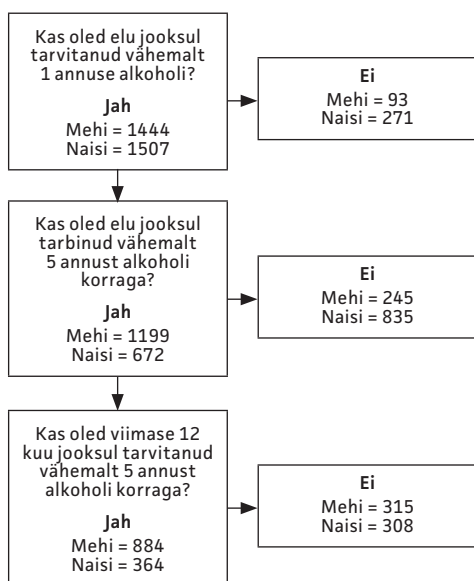 Kas oled elu jooksul
tarvitanud vähemalt
1 annuse alkoholi?
Jah
Mehi = 1444
Naisi = 1507
Ei
Mehi = 93
Naisi = 271
Kas oled elu jooksul
tarbinud vähemalt
5 annust alkoholi
korraga?
Jah
Mehi = 1199
Naisi = 672
Ei
Mehi = 245
Naisi = 835
Kas oled viimase 12
kuu jooksul tarvitanud
vähemalt 5 annust
alkoholi korraga?
Jah
Mehi = 884
Naisi = 364
Ei
Mehi = 315
Naisi = 308